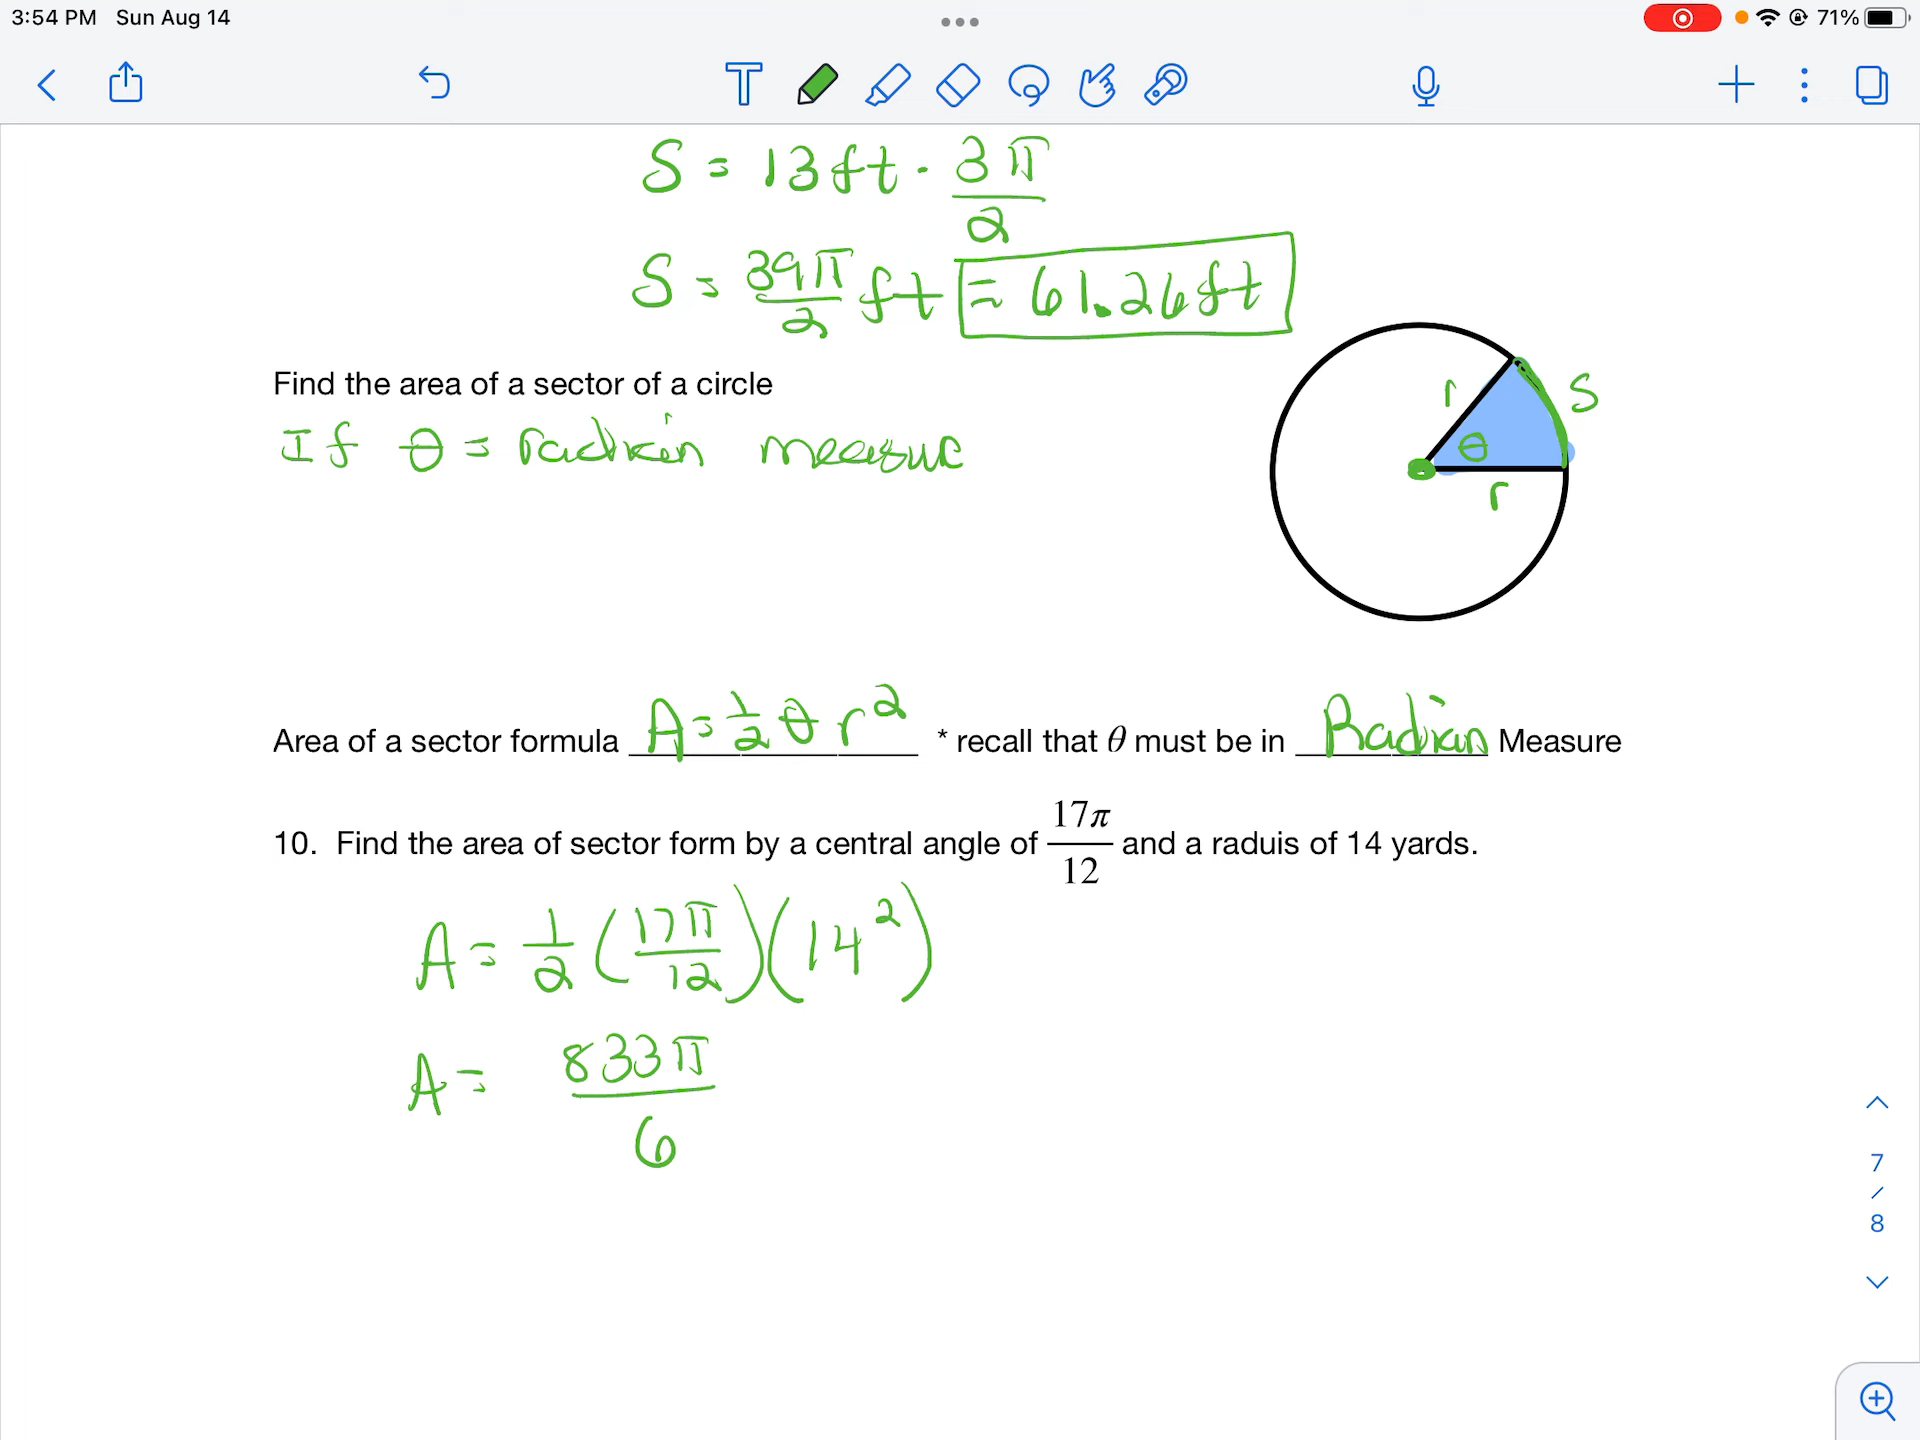 3:54 PM Sun Aug 14
71%
S = 13ft · 3π/2
S = 39π/2 ft = 61.26ft
Find the area of a sector of a circle
If θ = radian measure
r
θ
S
r
Area of a sector formula A = 1/2 θ r² * recall that θ must be in Radian Measure
10. Find the area of sector form by a central angle of 17π/12 and a raduis of 14 yards.
A = 1/2 (17π/12)(14²)
A = 833π/6
7
/
8